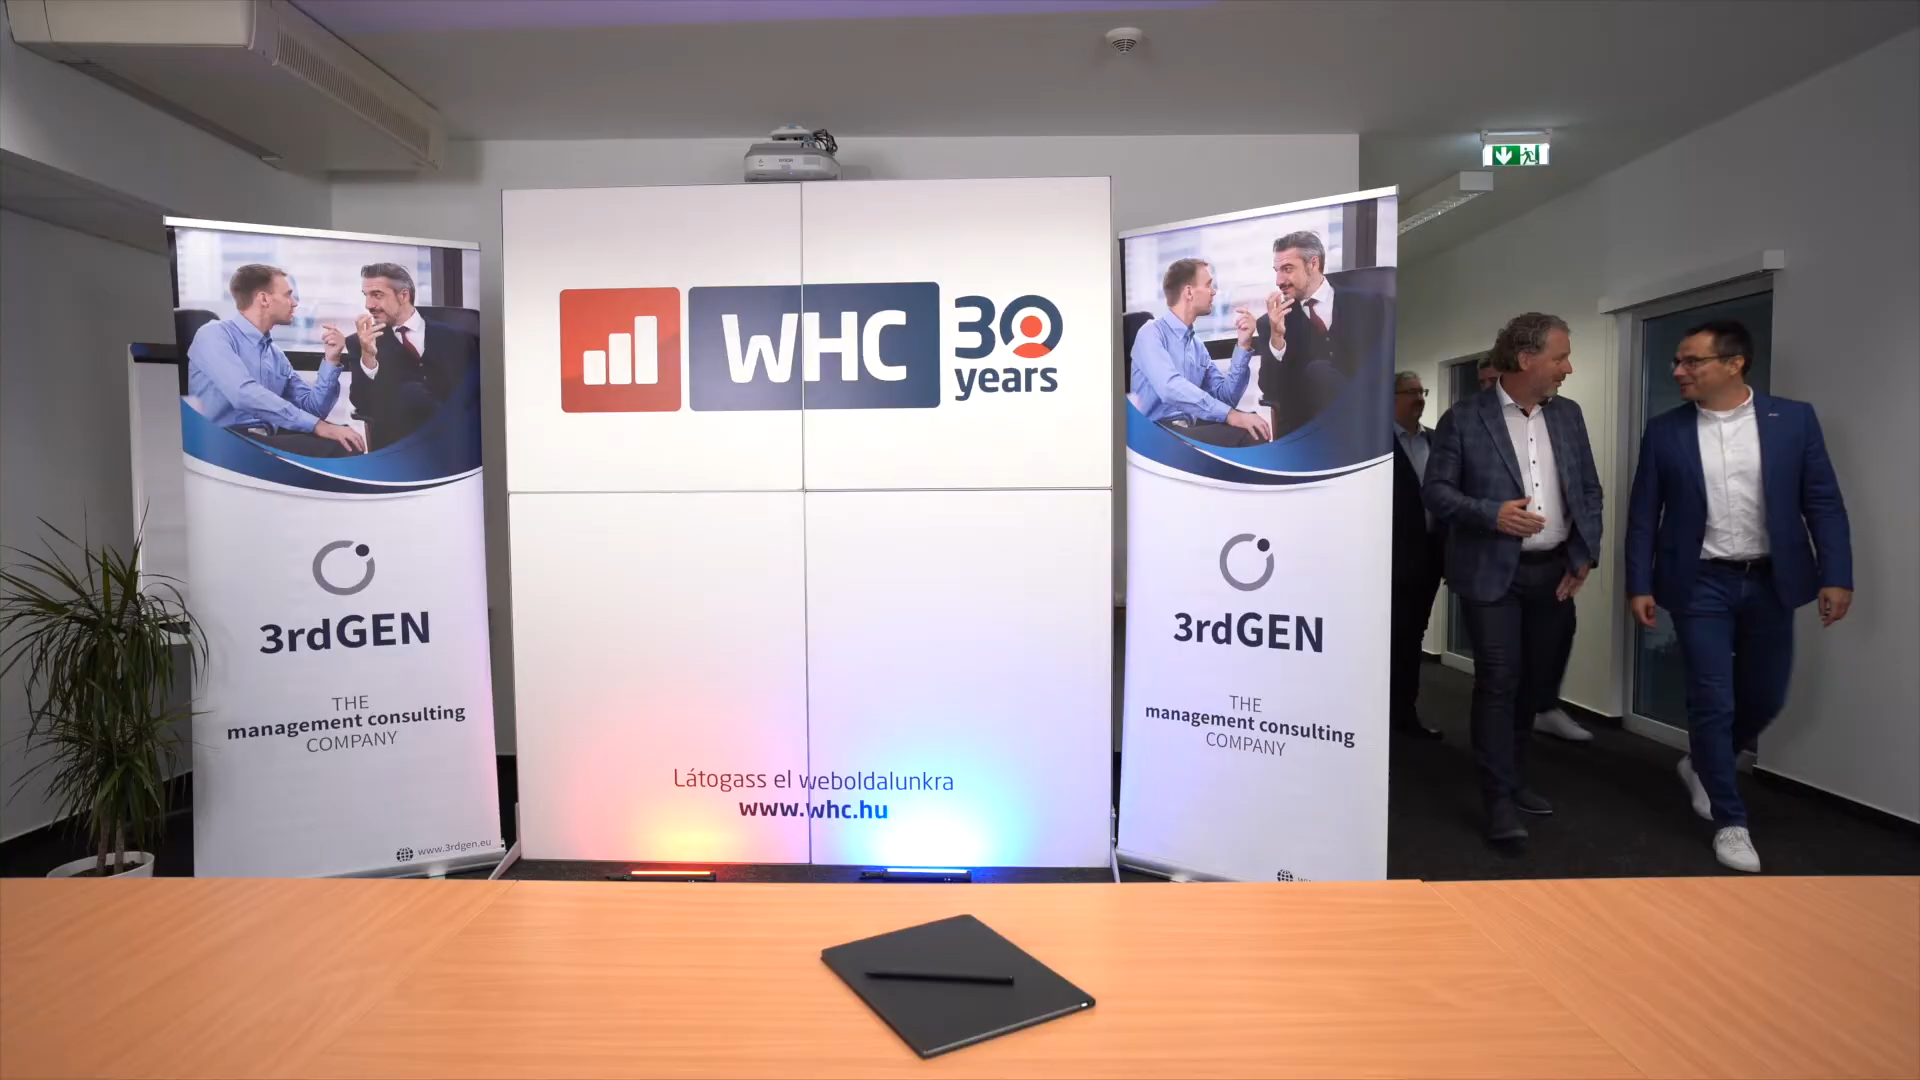 WHC
30
years
Látogass el weboldalunkra
www.whc.hu
3rdGEN
THE
management consulting
COMPANY
www.3rdgen.eu
3rdGEN
THE
management consulting
COMPANY
EPSON